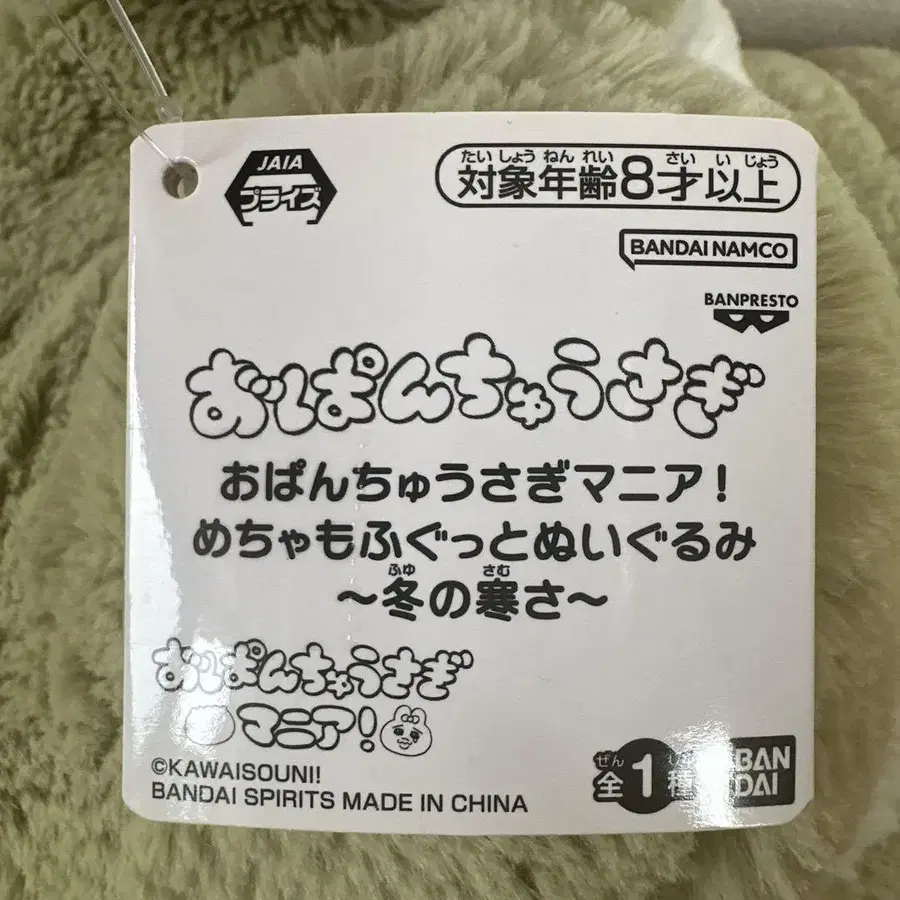 JAIA
プライズ
たいしょうねんれい さい いじょう
対象年齢8才以上
BANDAI NAMCO
BANPRESTO
おぱんちゅうさぎ
おぱんちゅうさぎマニア!
めちゃもふぐっとぬいぐるみ
ふゆ さむ
~冬の寒さ~
おぱんちゅうさぎ
マニア!
©KAWAISOUNI!
BANDAI SPIRITS MADE IN CHINA
ぜん しゅ
全1種
BAN
DAI